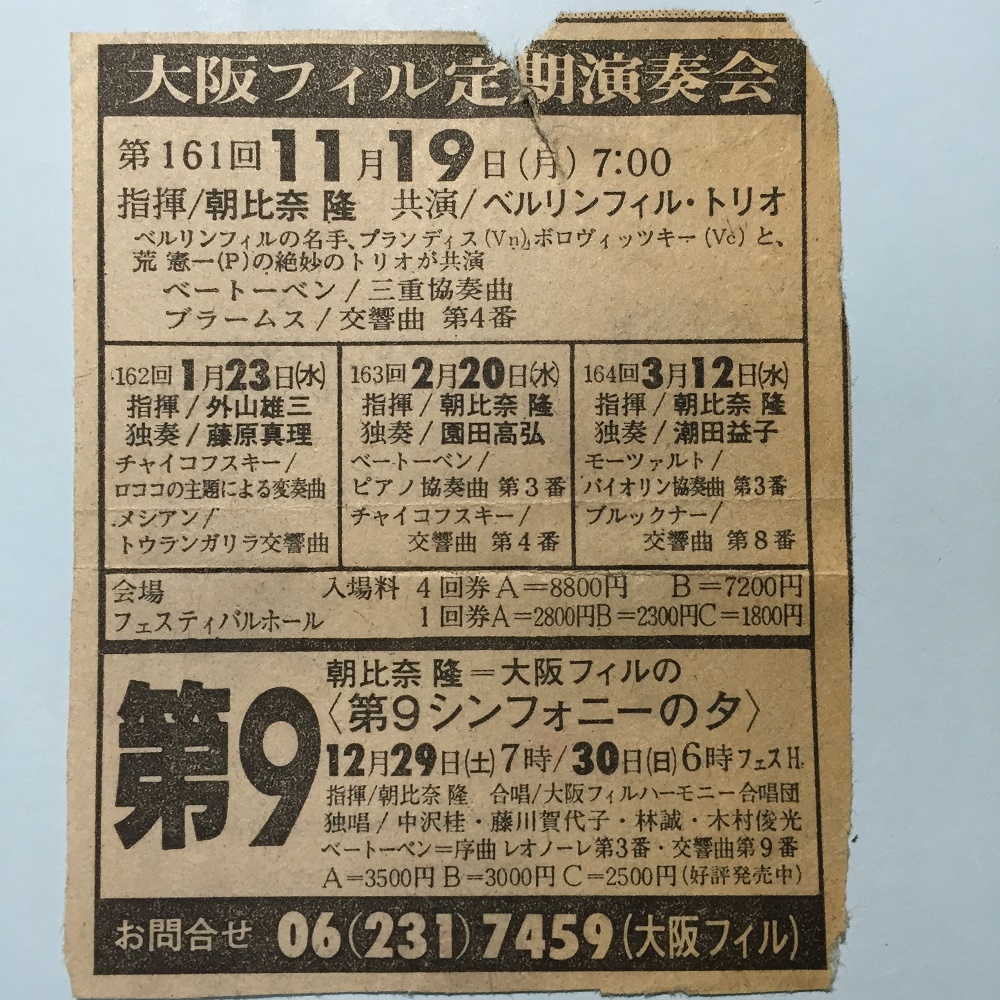 大阪フィル定期演奏会
第161回 11月19日(月) 7:00
指揮/朝比奈 隆 共演/ベルリンフィル・トリオ
ベルリンフィルの名手、ブランディス(Vn)、ボロヴィッツキー(Vc)と、
荒 憲一(P)の絶妙のトリオが共演
ベートーベン/三重協奏曲
ブラームス/交響曲 第4番
162回 1月23日(水)
指揮/外山雄三
独奏/藤原真理
チャイコフスキー/
ロココの主題による変奏曲
メシアン/
トウランガリラ交響曲
163回 2月20日(水)
指揮/朝比奈 隆
独奏/園田高弘
ベートーベン/
ピアノ協奏曲 第3番
チャイコフスキー/
交響曲 第4番
164回 3月12日(水)
指揮/朝比奈 隆
独奏/潮田益子
モーツァルト/
バイオリン協奏曲 第3番
ブルックナー/
交響曲 第8番
会場 入場料 4回券A=8800円 B=7200円
フェスティバルホール 1回券A=2800円B=2300円C=1800円
第9
朝比奈 隆=大阪フィルの
〈第9シンフォニーの夕〉
12月29日(土)7時/30日(日)6時フェスH.
指揮/朝比奈 隆 合唱/大阪フィルハーモニー合唱団
独唱/中沢桂・藤川賀代子・林誠・木村俊光
ベートーベン=序曲 レオノーレ第3番・交響曲第9番
A=3500円 B=3000円 C=2500円(好評発売中)
お問合せ 06(231)7459(大阪フィル)